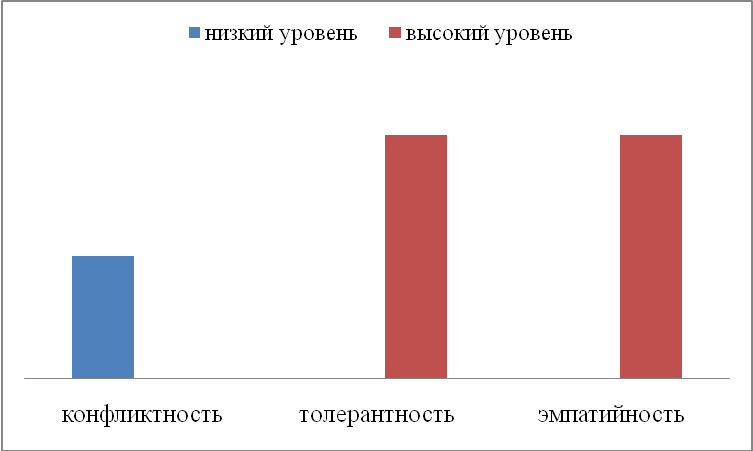 низкий уровень высокий уровень
конфликтность толерантность эмпатийность